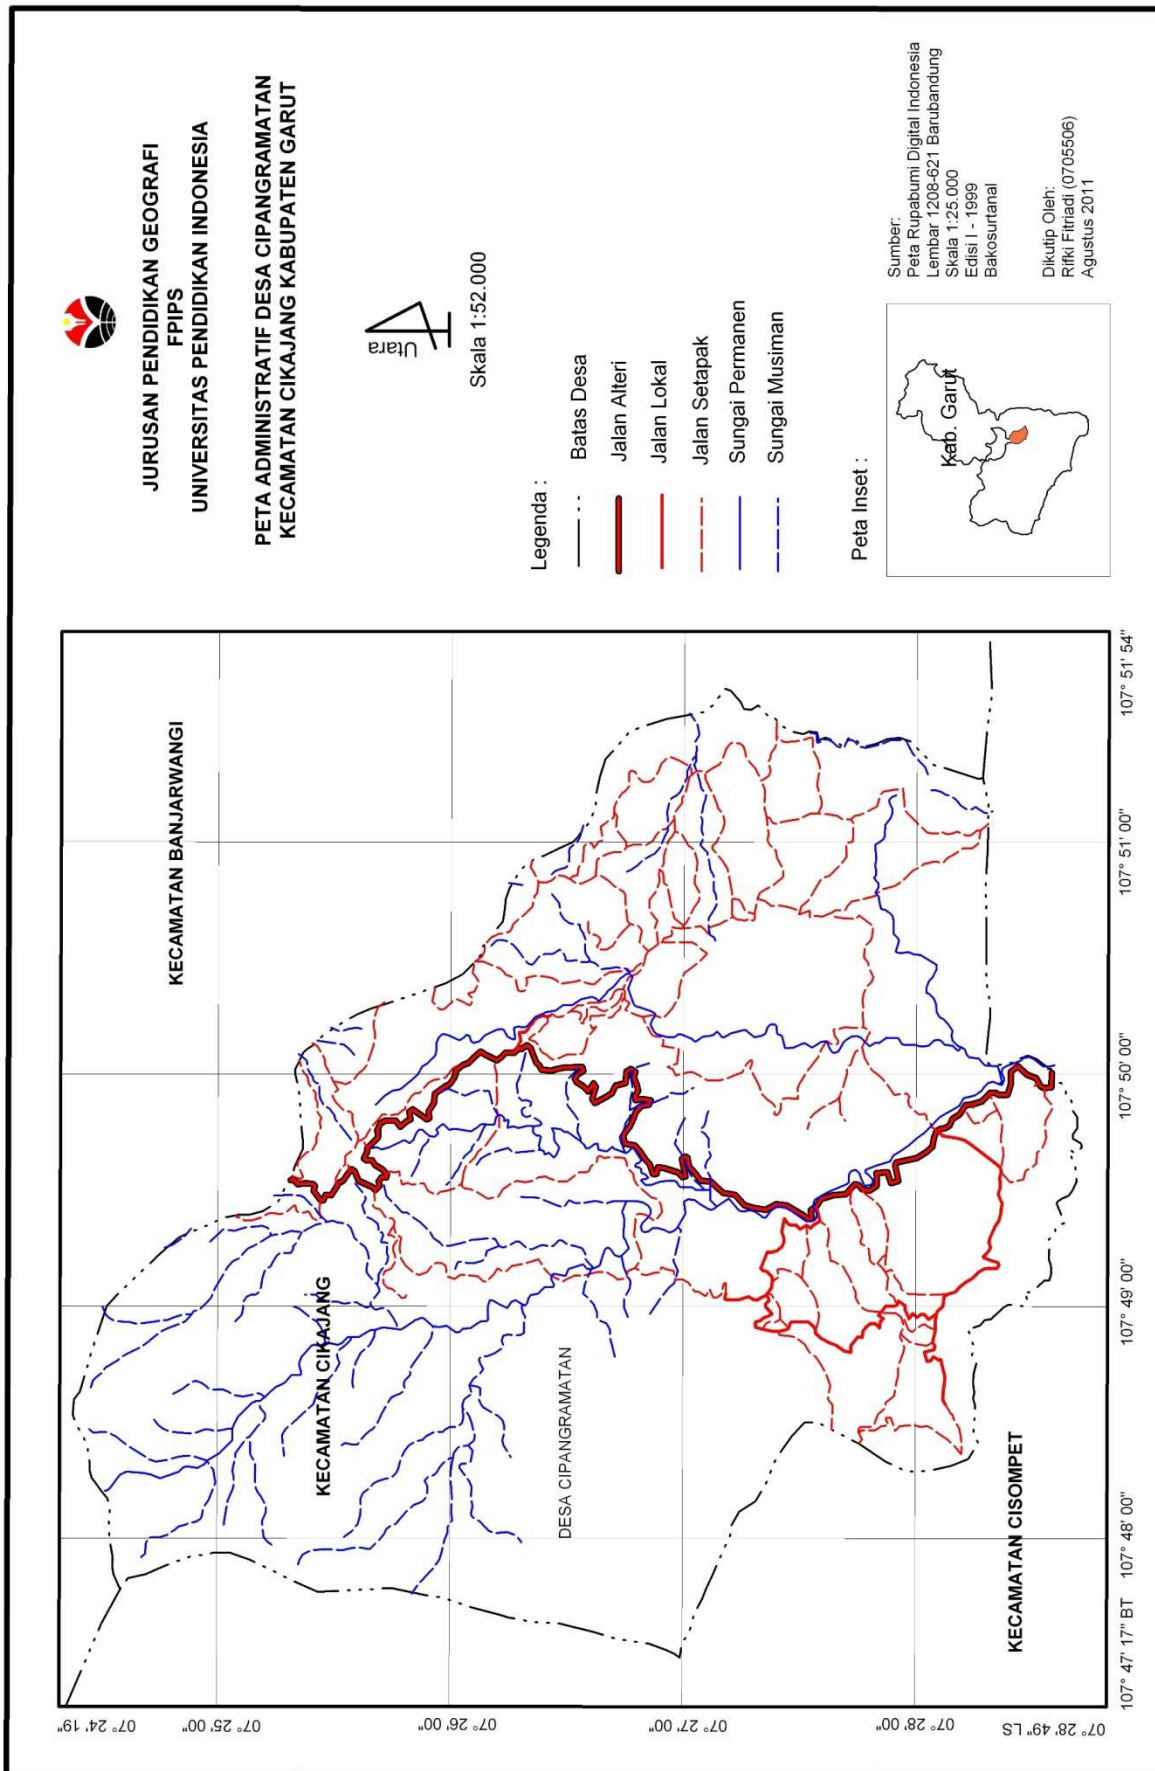 JURUSAN PENDIDIKAN GEOGRAFI
FPIPS
UNIVERSITAS PENDIDIKAN INDONESIA
PETA ADMINISTRATIF DESA CIPANGRAMATAN
KECAMATAN CIKAJANG KABUPATEN GARUT
Utara
Skala 1:52.000
Legenda :
Batas Desa
Jalan Alteri
Jalan Lokal
Jalan Setapak
Sungai Permanen
Sungai Musiman
Peta Inset :
Kab. Garut
Sumber:
Peta Rupabumi Digital Indonesia
Lembar 1208-621 Barubandung
Skala 1:25.000
Edisi I - 1999
Bakosurtanal
Dikutip Oleh:
Rifki Fitriadi (0705506)
Agustus 2011
KECAMATAN BANJARWANGI
KECAMATAN CIKAJANG
DESA CIPANGRAMATAN
KECAMATAN CISOMPET
07° 24' 19"
07° 25' 00"
07° 26' 00"
07° 27' 00"
07° 28' 00"
07° 28' 49" LS
107° 47' 17" BT
107° 48' 00"
107° 49' 00"
107° 50' 00"
107° 51' 00"
107° 51' 54"